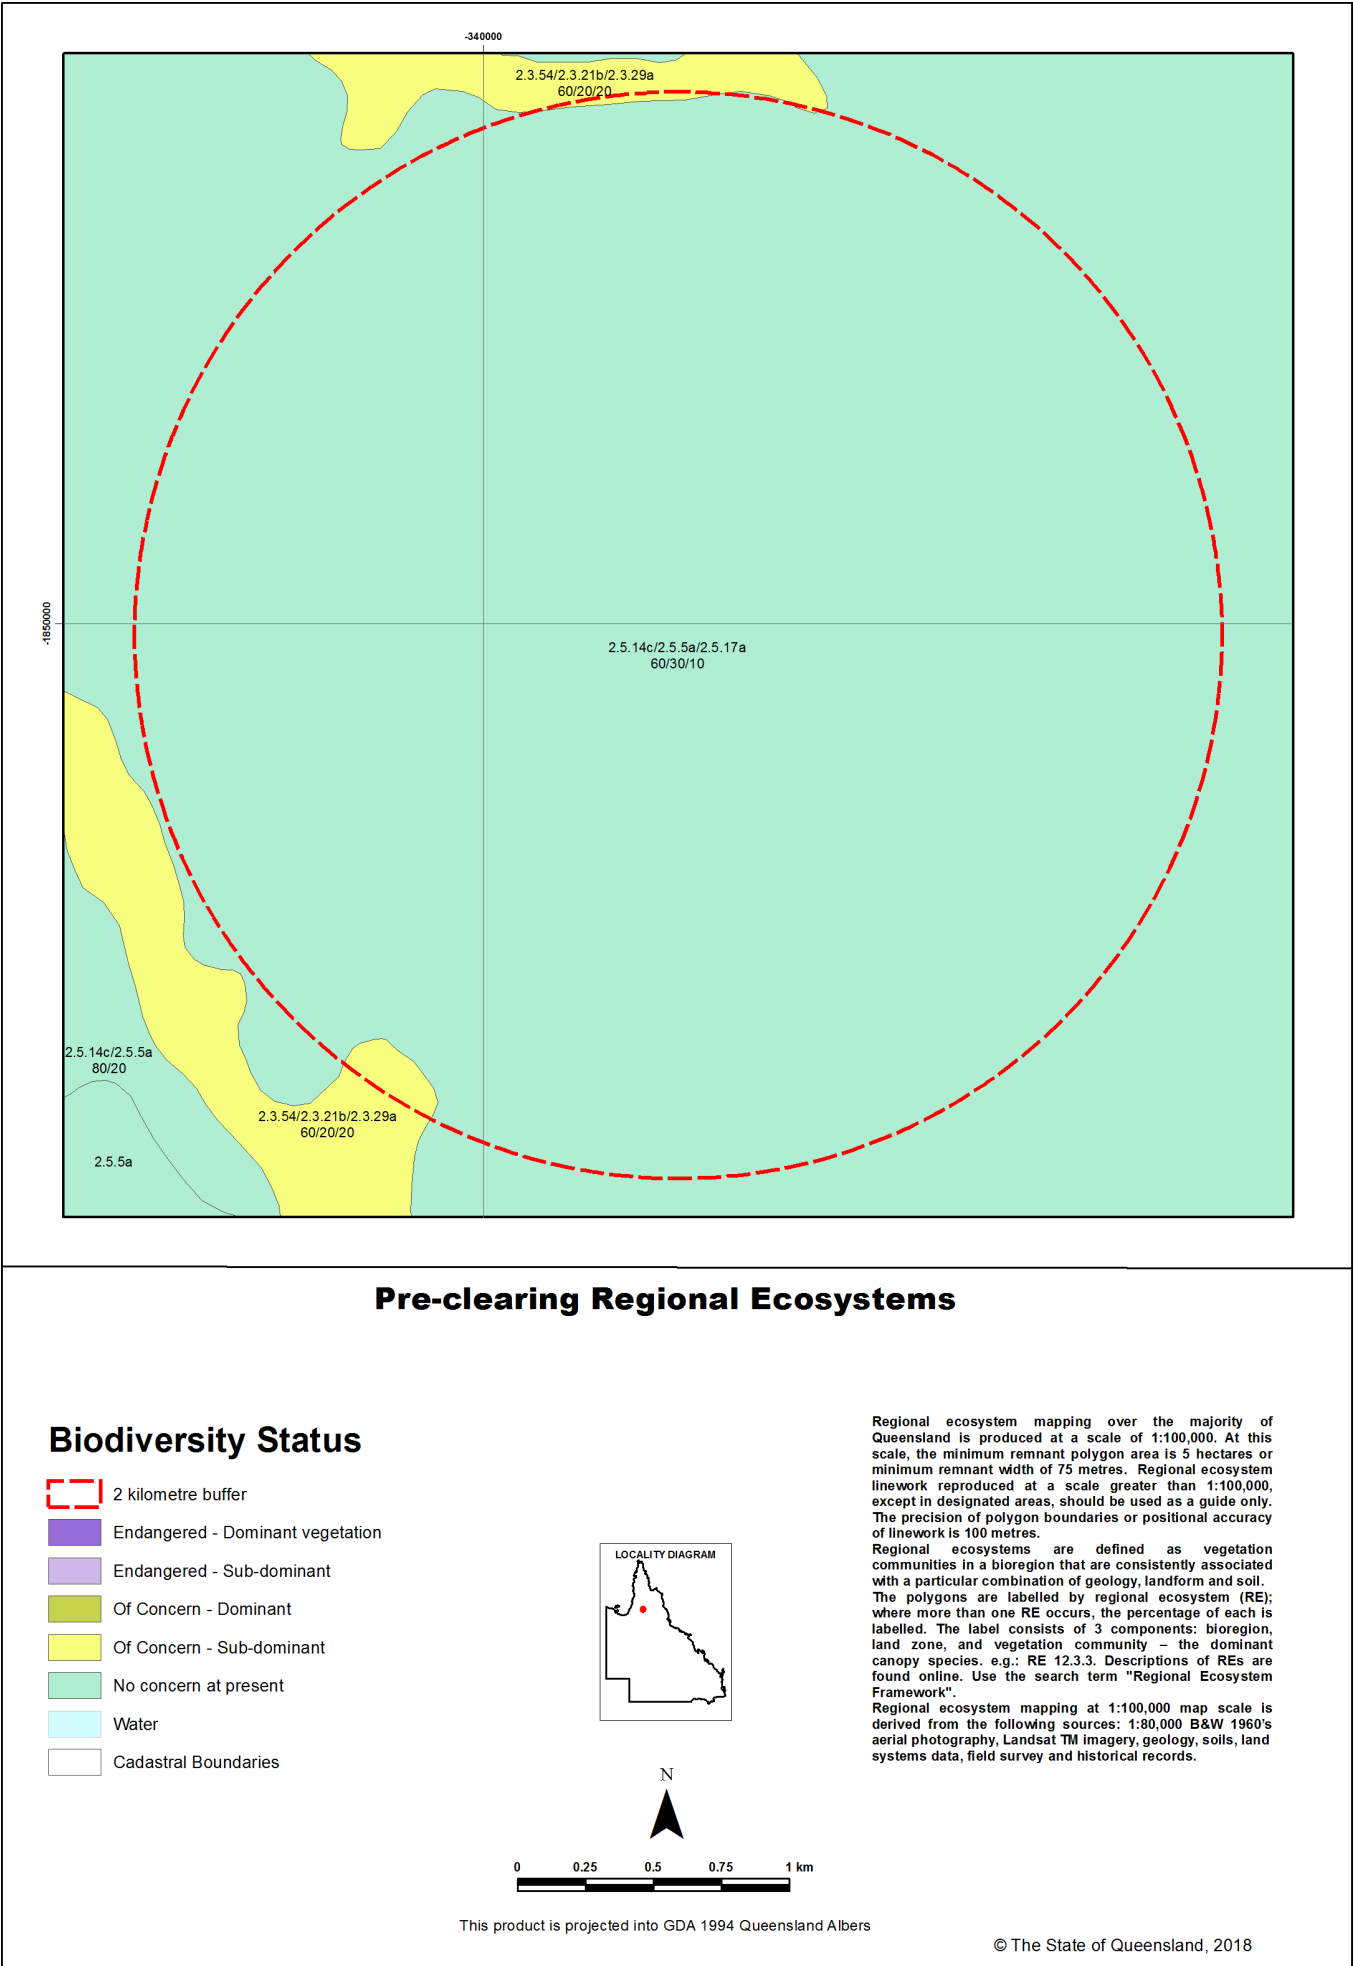 -340000
2.3.54/2.3.21b/2.3.29a
60/20/20
-1850000
2.5.14c/2.5.5a/2.5.17a
60/30/10
2.5.14c/2.5.5a
80/20
2.3.54/2.3.21b/2.3.29a
60/20/20
2.5.5a
Pre-clearing Regional Ecosystems
Biodiversity Status
2 kilometre buffer
Endangered - Dominant vegetation
Endangered - Sub-dominant
Of Concern - Dominant
Of Concern - Sub-dominant
No concern at present
Water
Cadastral Boundaries
LOCALITY DIAGRAM
N
0 0.25 0.5 0.75 1 km
This product is projected into GDA 1994 Queensland Albers
Regional ecosystem mapping over the majority of
Queensland is produced at a scale of 1:100,000. At this
scale, the minimum remnant polygon area is 5 hectares or
minimum remnant width of 75 metres. Regional ecosystem
linework reproduced at a scale greater than 1:100,000,
except in designated areas, should be used as a guide only.
The precision of polygon boundaries or positional accuracy
of linework is 100 metres.
Regional ecosystems are defined as vegetation
communities in a bioregion that are consistently associated
with a particular combination of geology, landform and soil.
The polygons are labelled by regional ecosystem (RE);
where more than one RE occurs, the percentage of each is
labelled. The label consists of 3 components: bioregion,
land zone, and vegetation community – the dominant
canopy species. e.g.: RE 12.3.3. Descriptions of REs are
found online. Use the search term "Regional Ecosystem
Framework".
Regional ecosystem mapping at 1:100,000 map scale is
derived from the following sources: 1:80,000 B&W 1960's
aerial photography, Landsat TM imagery, geology, soils, land
systems data, field survey and historical records.
© The State of Queensland, 2018